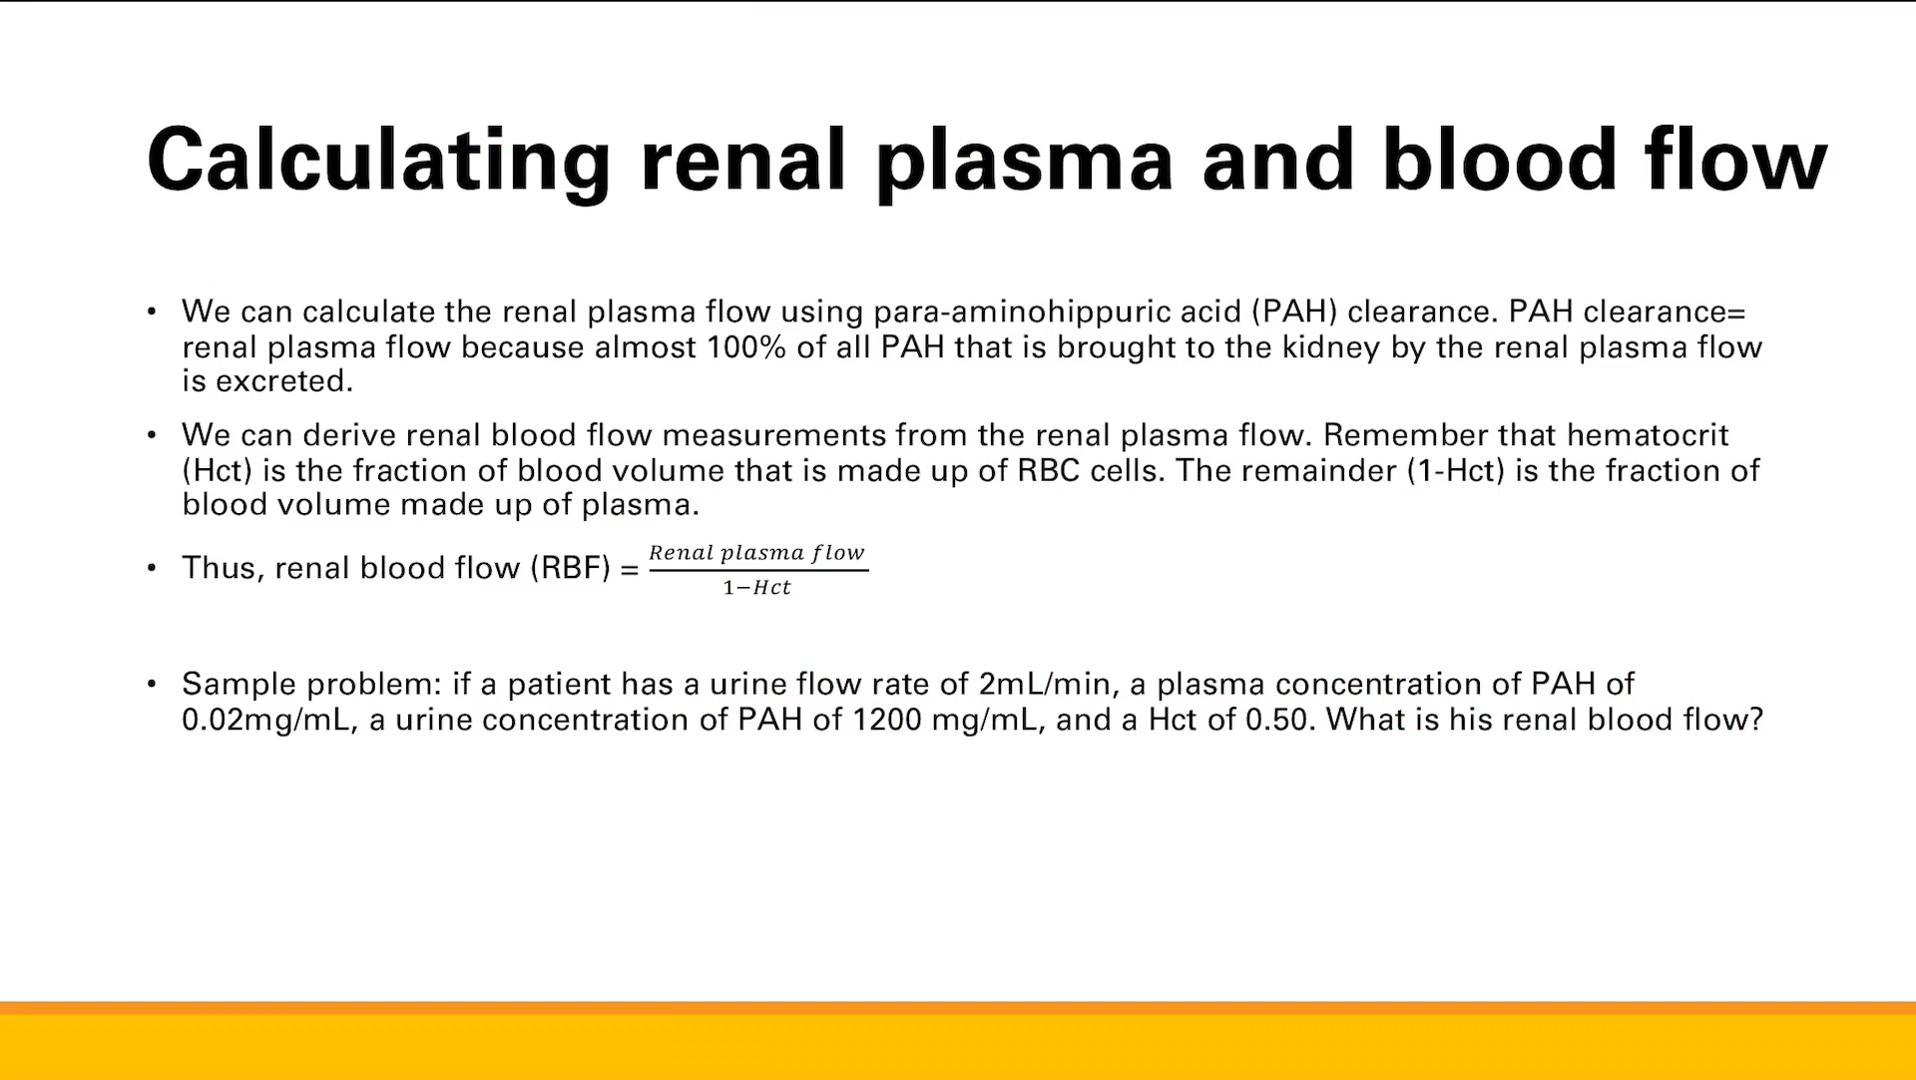 Calculating renal plasma and blood flow
• We can calculate the renal plasma flow using para-aminohippuric acid (PAH) clearance. PAH clearance=
renal plasma flow because almost 100% of all PAH that is brought to the kidney by the renal plasma flow
is excreted.
• We can derive renal blood flow measurements from the renal plasma flow. Remember that hematocrit
(Hct) is the fraction of blood volume that is made up of RBC cells. The remainder (1-Hct) is the fraction of
blood volume made up of plasma.
• Thus, renal blood flow (RBF) = Renal plasma flow
1−Hct
• Sample problem: if a patient has a urine flow rate of 2mL/min, a plasma concentration of PAH of
0.02mg/mL, a urine concentration of PAH of 1200 mg/mL, and a Hct of 0.50. What is his renal blood flow?